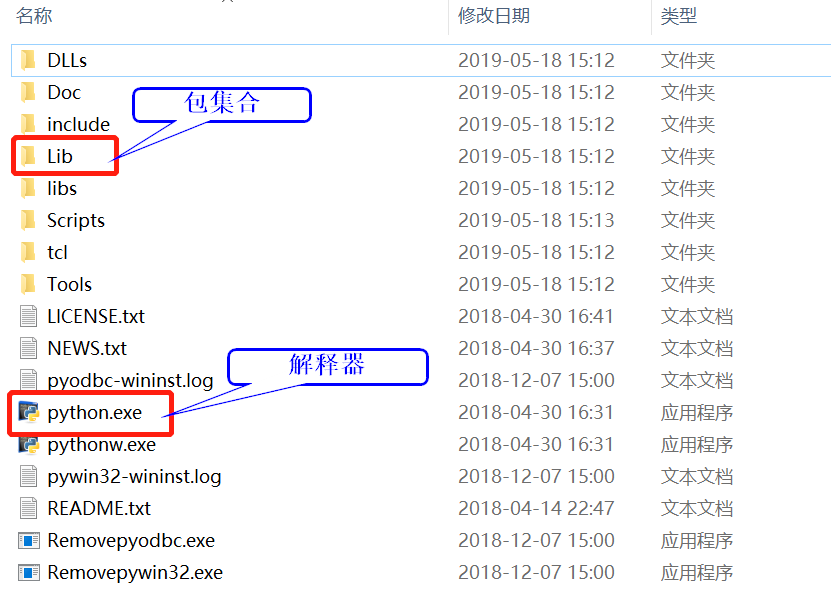 名称 修改日期 类型
DLLs 2019-05-18 15:12 文件夹
Doc 2019-05-18 15:12 文件夹
包集合
include 2019-05-18 15:12 文件夹
Lib 2019-05-18 15:12 文件夹
libs 2019-05-18 15:12 文件夹
Scripts 2019-05-18 15:13 文件夹
tcl 2019-05-18 15:12 文件夹
Tools 2019-05-18 15:12 文件夹
LICENSE.txt 2018-04-30 16:41 文本文档
NEWS.txt 2018-04-30 16:37 文本文档
解释器
pyodbc-wininst.log 2018-12-07 15:00 文本文档
python.exe 2018-04-30 16:31 应用程序
pythonw.exe 2018-04-30 16:31 应用程序
pywin32-wininst.log 2018-12-07 15:00 文本文档
README.txt 2018-04-14 22:47 文本文档
Removepyodbc.exe 2018-12-07 15:00 应用程序
Removepywin32.exe 2018-12-07 15:00 应用程序